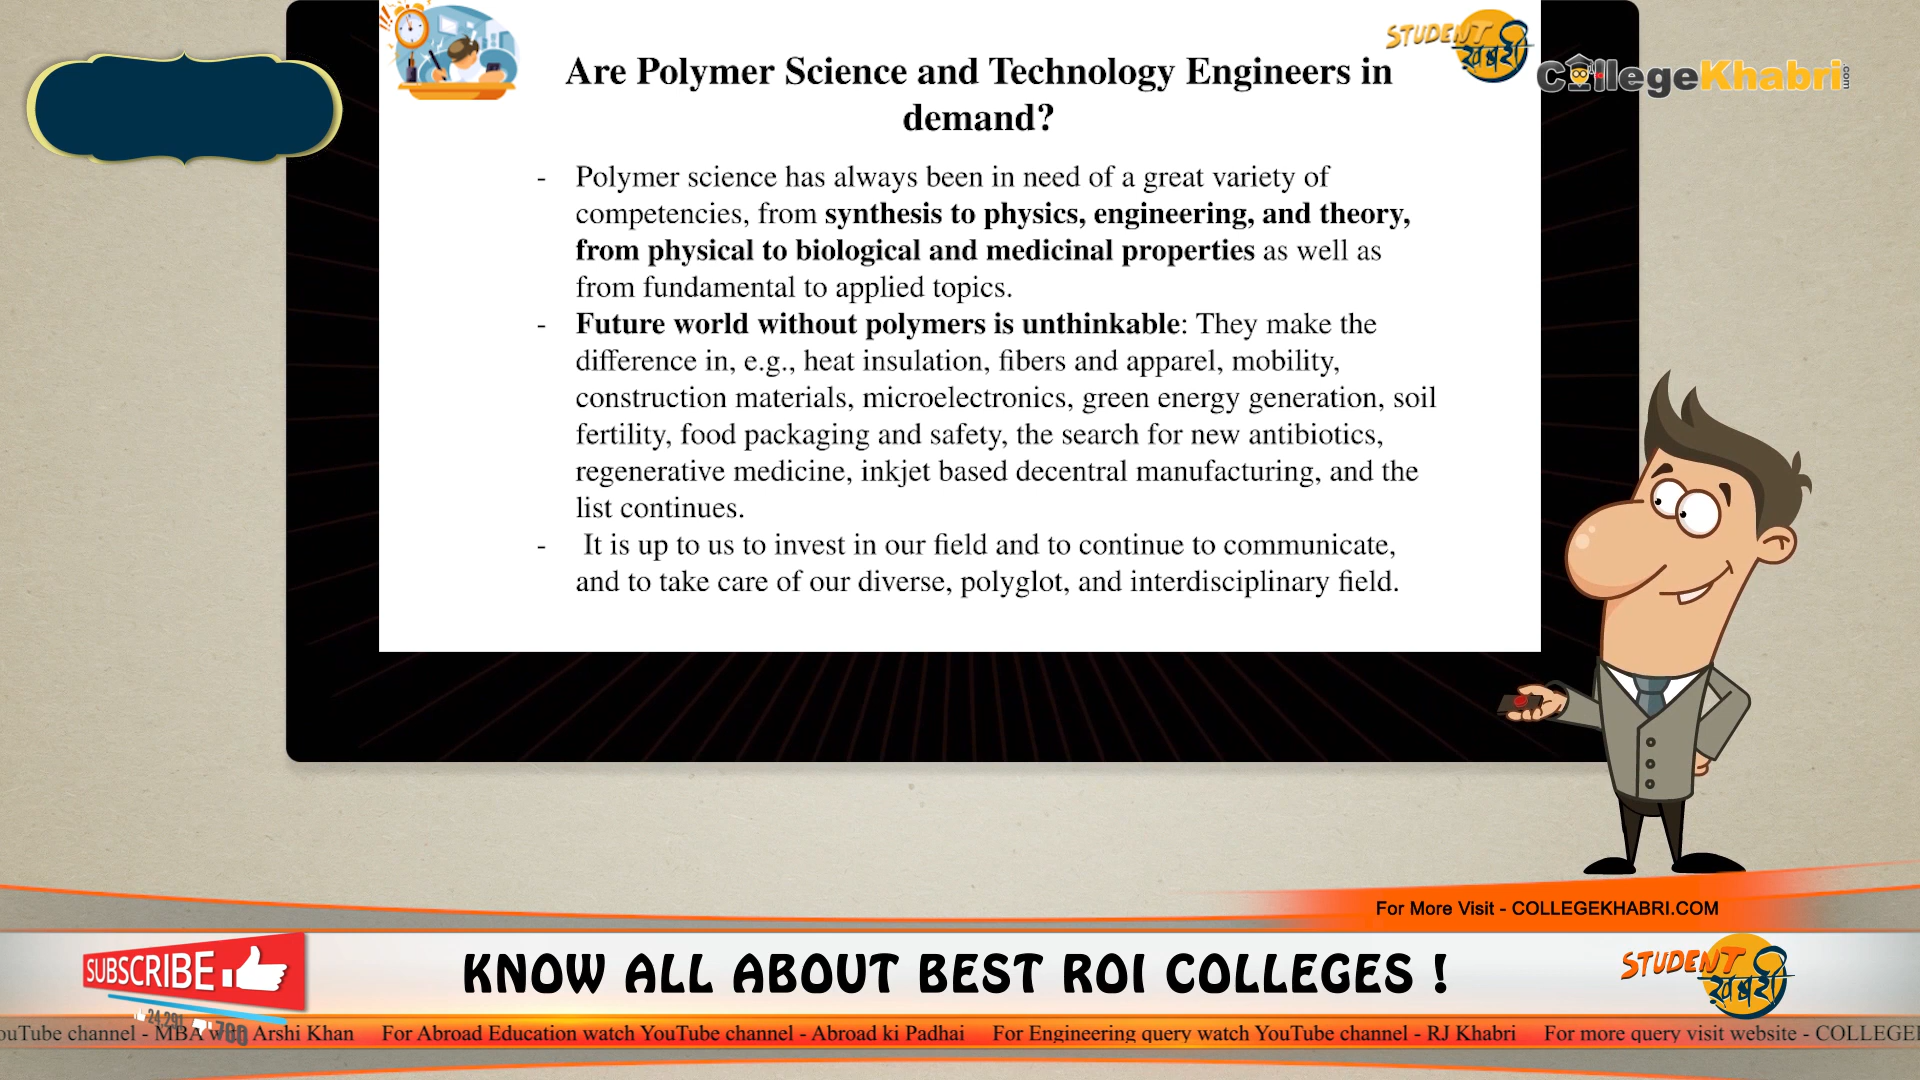 STUDENT
खबरी
CollegeKhabri.com
Are Polymer Science and Technology Engineers in
demand?
- Polymer science has always been in need of a great variety of
competencies, from synthesis to physics, engineering, and theory,
from physical to biological and medicinal properties as well as
from fundamental to applied topics.
- Future world without polymers is unthinkable: They make the
difference in, e.g., heat insulation, fibers and apparel, mobility,
construction materials, microelectronics, green energy generation, soil
fertility, food packaging and safety, the search for new antibiotics,
regenerative medicine, inkjet based decentral manufacturing, and the
list continues.
- It is up to us to invest in our field and to continue to communicate,
and to take care of our diverse, polyglot, and interdisciplinary field.
For More Visit - COLLEGEKHABRI.COM
SUBSCRIBE
KNOW ALL ABOUT BEST ROI COLLEGES !
STUDENT
खबरी
24,291
700
ouTube channel - MBA w Arshi Khan For Abroad Education watch YouTube channel - Abroad ki Padhai For Engineering query watch YouTube channel - RJ Khabri For more query visit website - COLLEGE